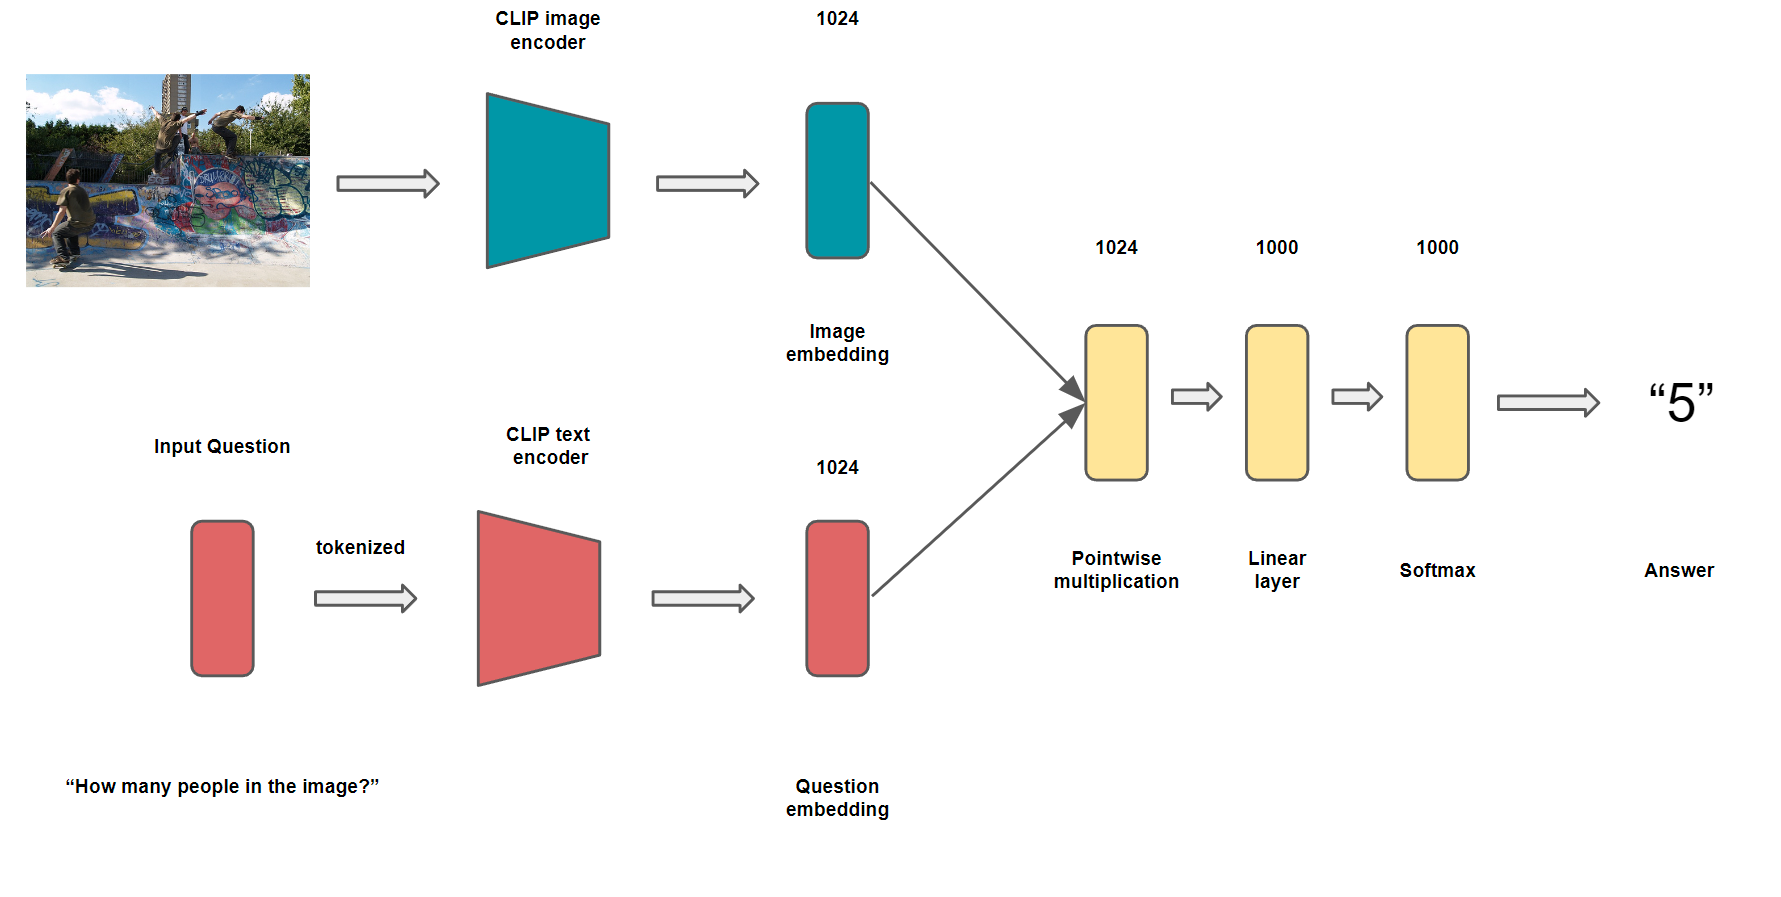 CLIP image
encoder
1024
Image
embedding
Input Question
tokenized
CLIP text
encoder
1024
“How many people in the image?”
Question
embedding
1024
1000
1000
Pointwise
multiplication
Linear
layer
Softmax
“5”
Answer